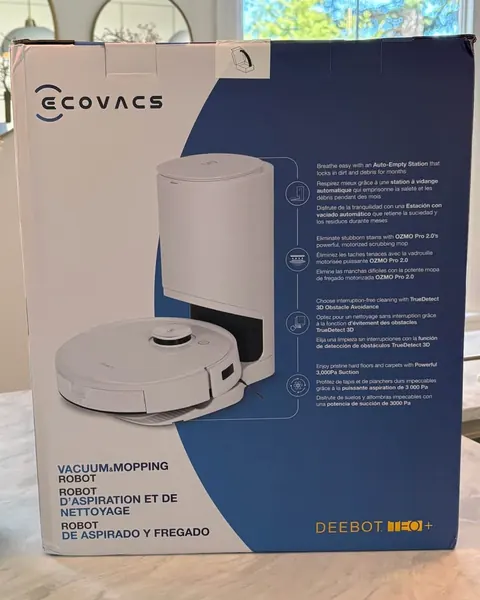 ECOVACS
Breathe easy with an Auto-Empty Station that
locks in dirt and debris for months
Respirez mieux grâce à une station à vidange
automatique qui emprisonne la saleté et les
débris pendant des mois
Disfrute de la tranquilidad con una Estación con
vaciado automático que retiene la suciedad y
los residuos durante meses
Eliminate stubborn stains with OZMO Pro 2.0's
powerful, motorized scrubbing mop
Éliminez les taches tenaces avec la vadrouille
motorisée puissante OZMO Pro 2.0
Elimine las manchas difíciles con la potente mopa
de fregado motorizada OZMO Pro 2.0
Choose interruption-free cleaning with TrueDetect
3D Obstacle Avoidance
Optez pour un nettoyage sans interruption grâce
à la fonction d'évitement des obstacles
TrueDetect 3D
Elija una limpieza sin interrupciones con la función
de detección de obstáculos TrueDetect 3D
Enjoy pristine hard floors and carpets with Powerful
3,000Pa Suction
Profitez de tapis et de planchers durs impeccables
grâce à la puissante aspiration de 3 000 Pa
Disfrute de suelos y alfombras impecables con
una potencia de succión de 3000 Pa
VACUUM&MOPPING
ROBOT
ROBOT
D'ASPIRATION ET DE
NETTOYAGE
ROBOT
DE ASPIRADO Y FREGADO
DEEBOT NEO+